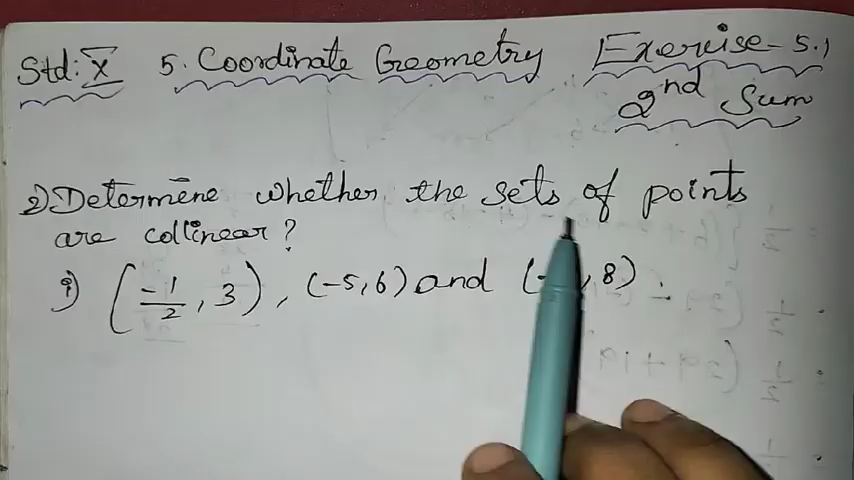 Std: X 5. Coordinate Geometry Exercise-5.1
2nd Sum
2) Determine whether the sets of points
are collinear?
i) (-1/2, 3), (-5,6) and (- ,8).